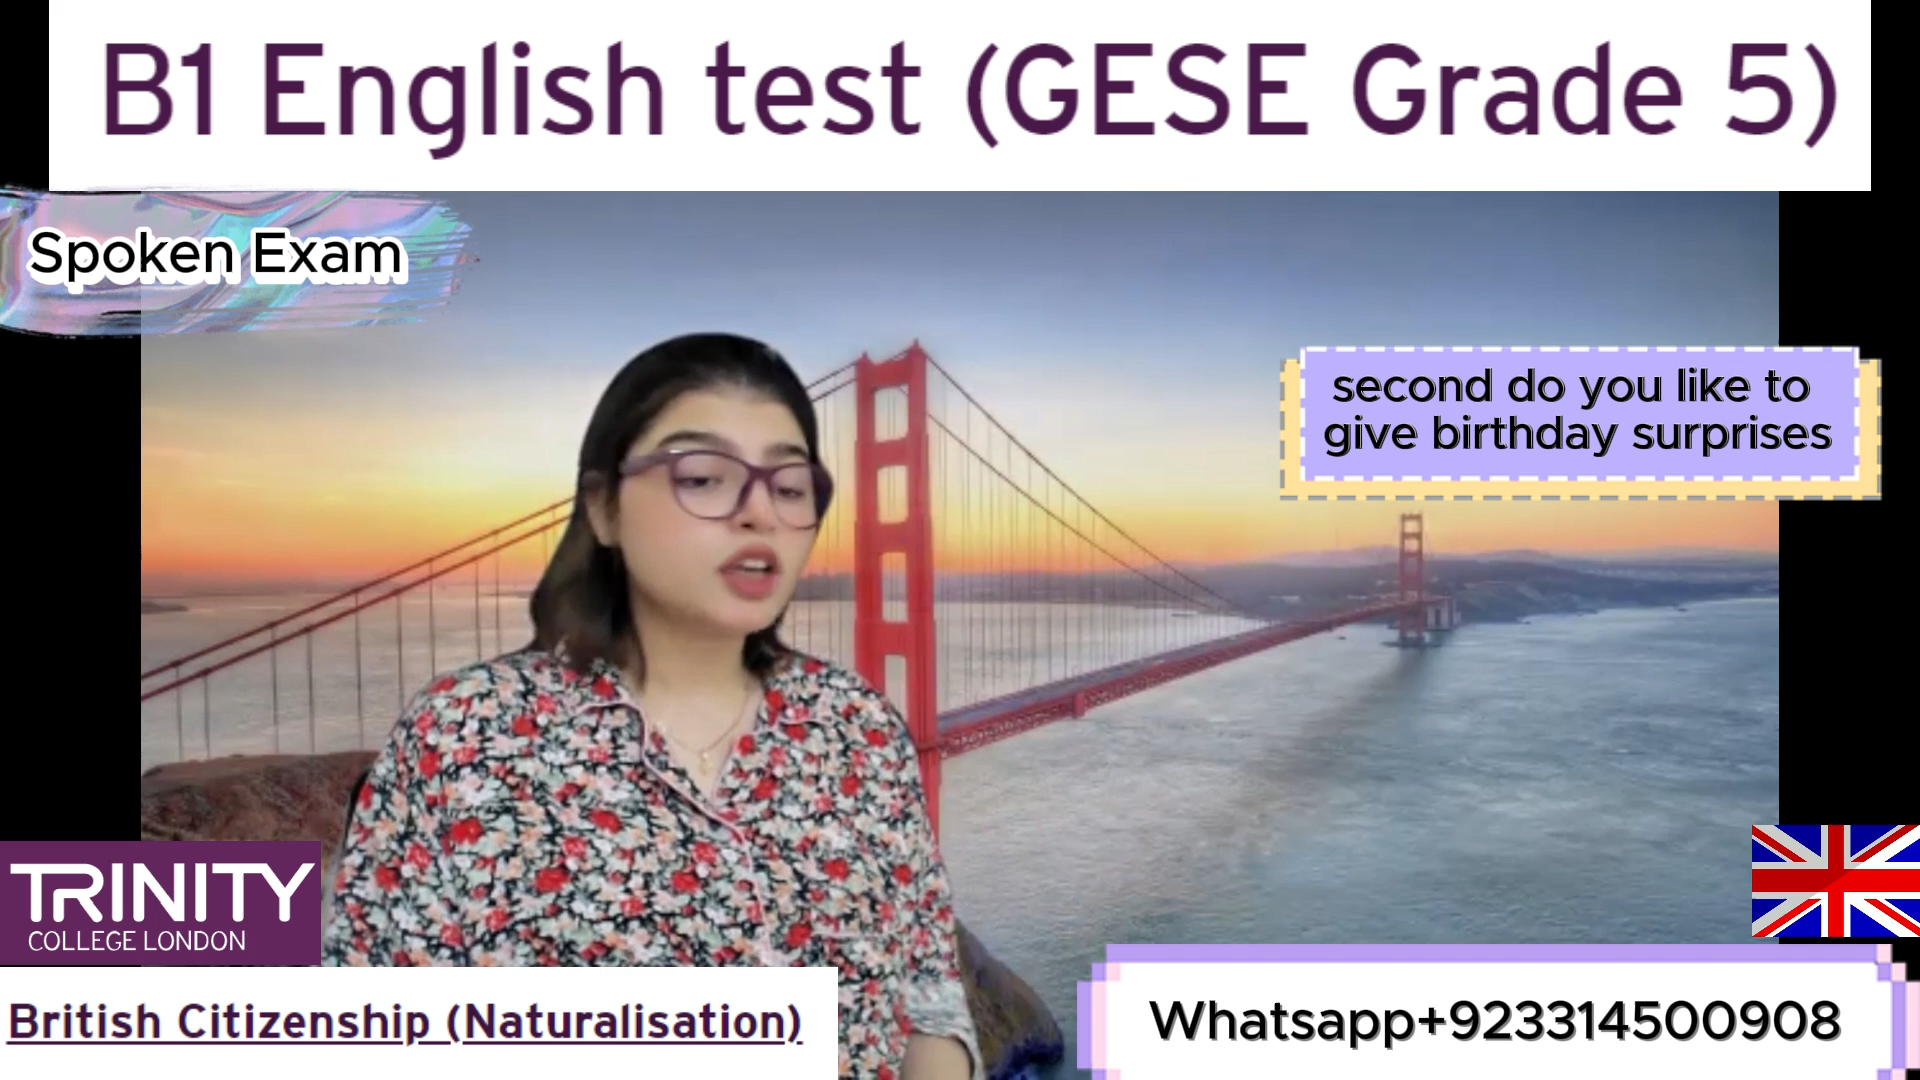 B1 English test (GESE Grade 5)
Spoken Exam
second do you like to
give birthday surprises
TRINITY
COLLEGE LONDON
British Citizenship (Naturalisation)
Whatsapp+923314500908